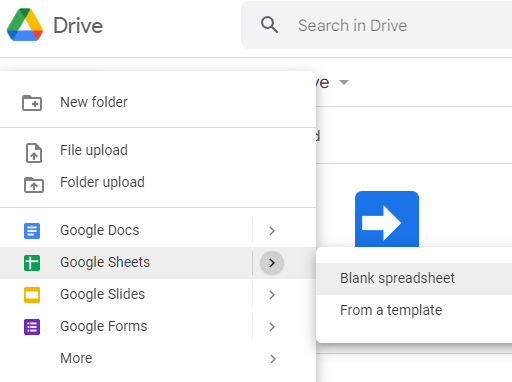 Drive
Search in Drive
ve
New folder
d
File upload
Folder upload
Google Docs
Google Sheets
Blank spreadsheet
Google Slides
From a template
Google Forms
More